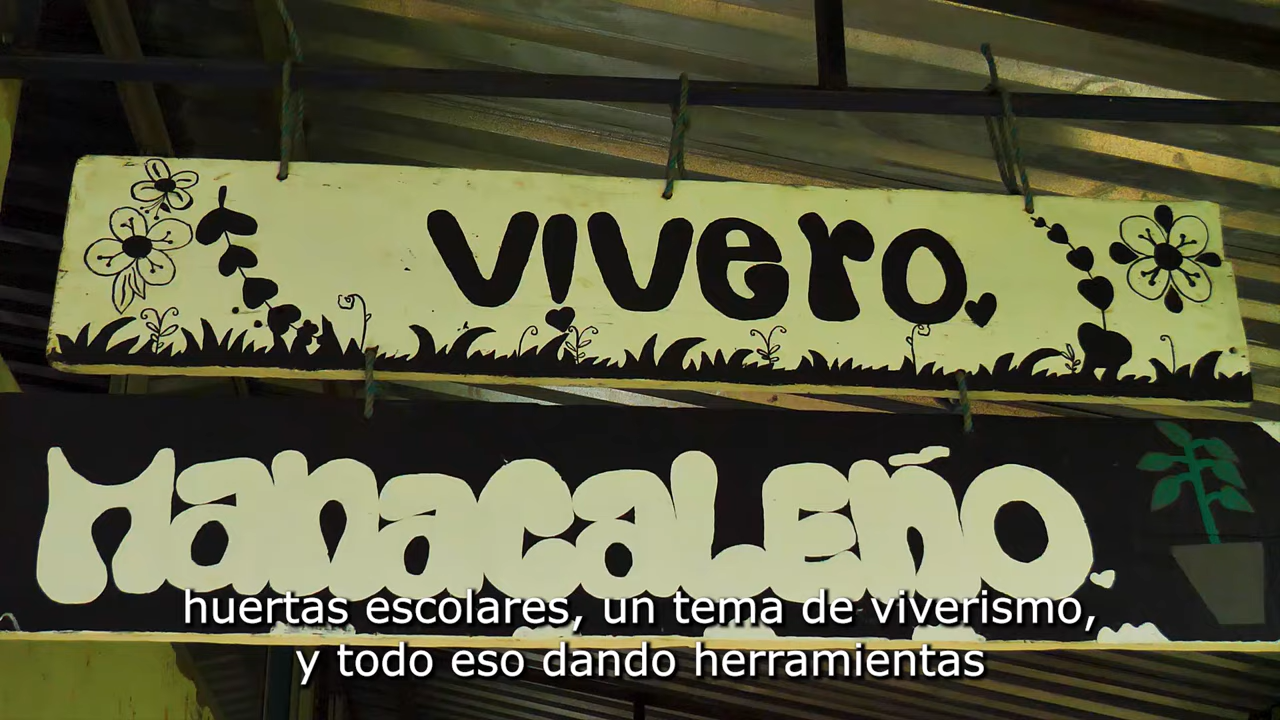 vivero.
Manacaleño.
huertas escolares, un tema de viverismo,
y todo eso dando herramientas